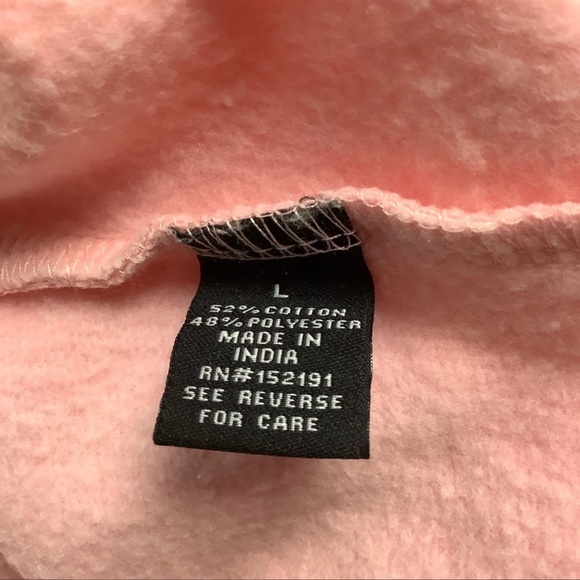 L
52% COTTON
48% POLYESTER
MADE IN
INDIA
RN#152191
SEE REVERSE
FOR CARE